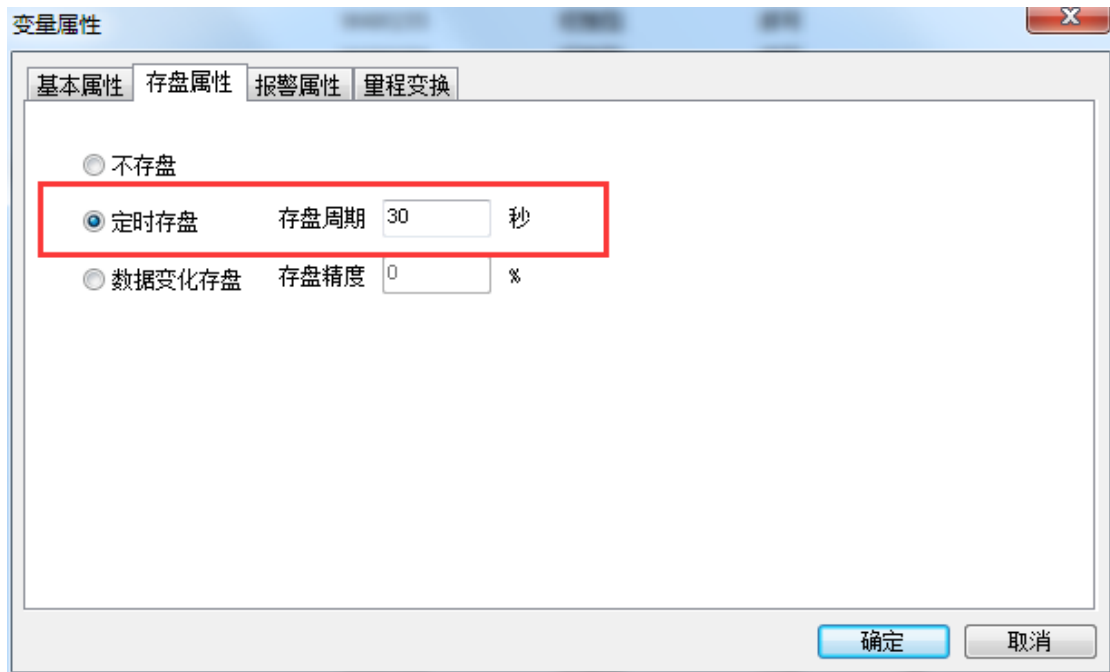 变量属性
基本属性 存盘属性 报警属性 量程变换
不存盘
定时存盘 存盘周期 30 秒
数据变化存盘 存盘精度 0 %
确定 取消